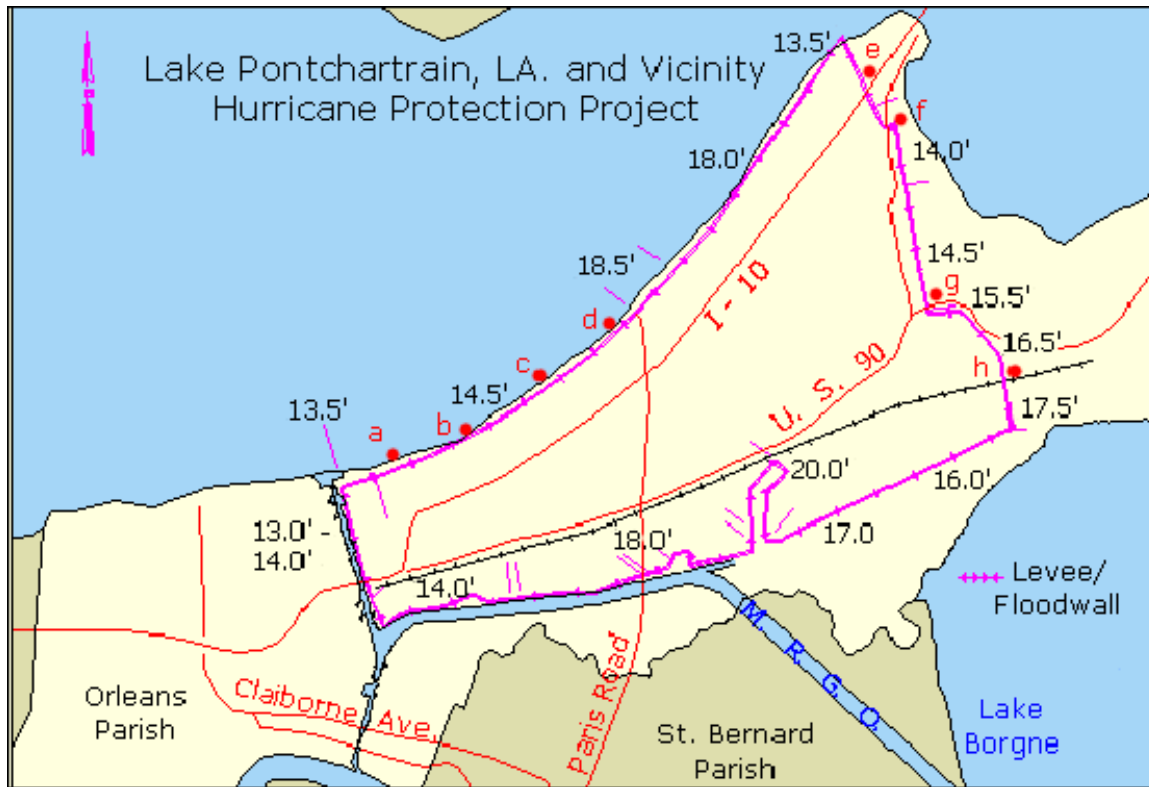 Lake Pontchartrain, LA. and Vicinity
Hurricane Protection Project
13.5'
e
f
18.0'
14.0'
18.5'
14.5'
g
15.5'
d
I - 10
16.5'
h
c
U. S. 90
14.5'
13.5'
b
a
17.5'
20.0'
16.0'
13.0' -
14.0'
18.0'
17.0
14.0'
Levee/
Floodwall
M. R. G. O.
Paris Road
Orleans
Parish
Claiborne Ave
St. Bernard
Parish
Lake
Borgne